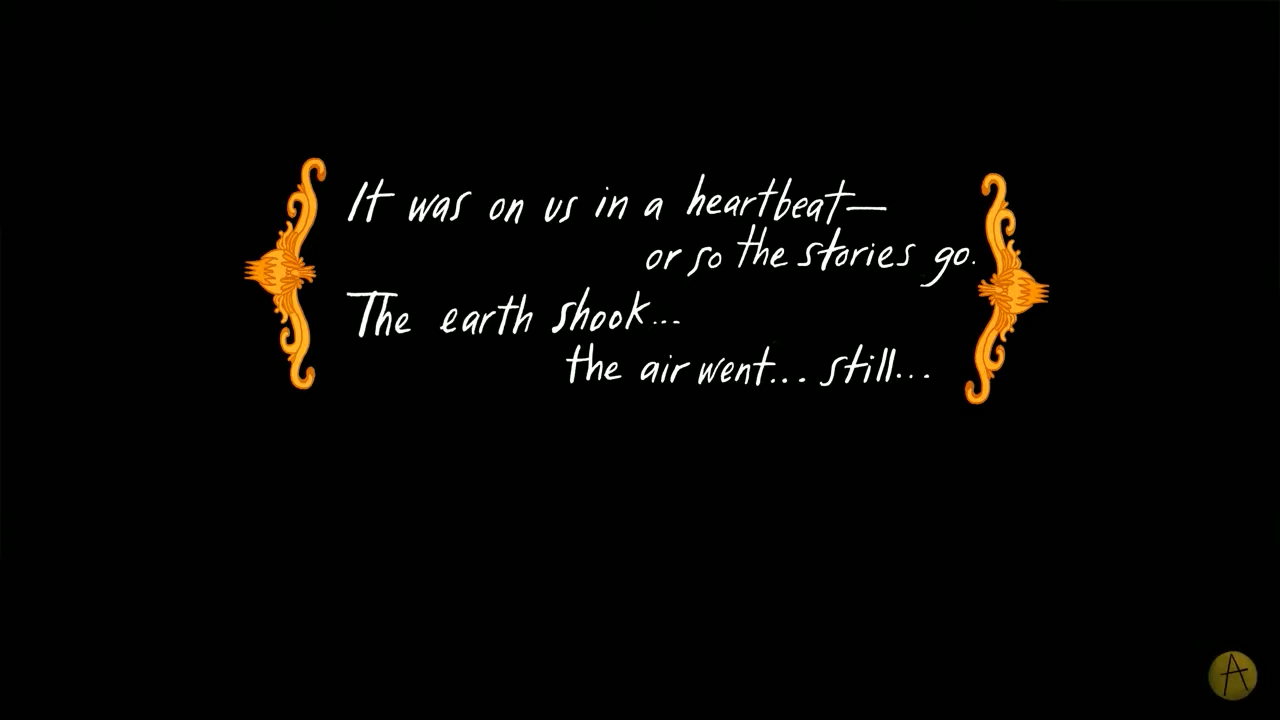 It was on us in a heartbeat—
or so the stories go.
The earth shook...
the air went... still...
A